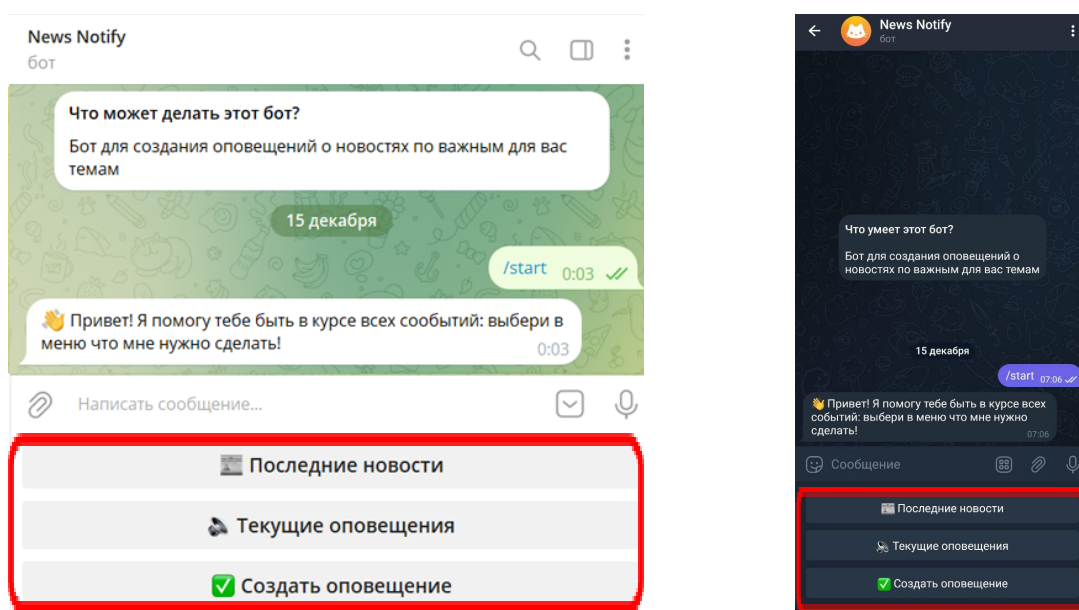 News Notify
бот
Что может делать этот бот?
Бот для создания оповещений о новостях по важным для вас
темам
15 декабря
/start 0:03
👋 Привет! Я помогу тебе быть в курсе всех сообытий: выбери в
меню что мне нужно сделать!
0:03
Написать сообщение...
📰 Последние новости
🔊 Текущие оповещения
✅ Создать оповещение
News Notify
бот
Что умеет этот бот?
Бот для создания оповещений о
новостях по важным для вас темам
15 декабря
/start 07:06
👋 Привет! Я помогу тебе быть в курсе всех
событий: выбери в меню что мне нужно
сделать!
07:06
Сообщение
📰 Последние новости
🔊 Текущие оповещения
✅ Создать оповещение